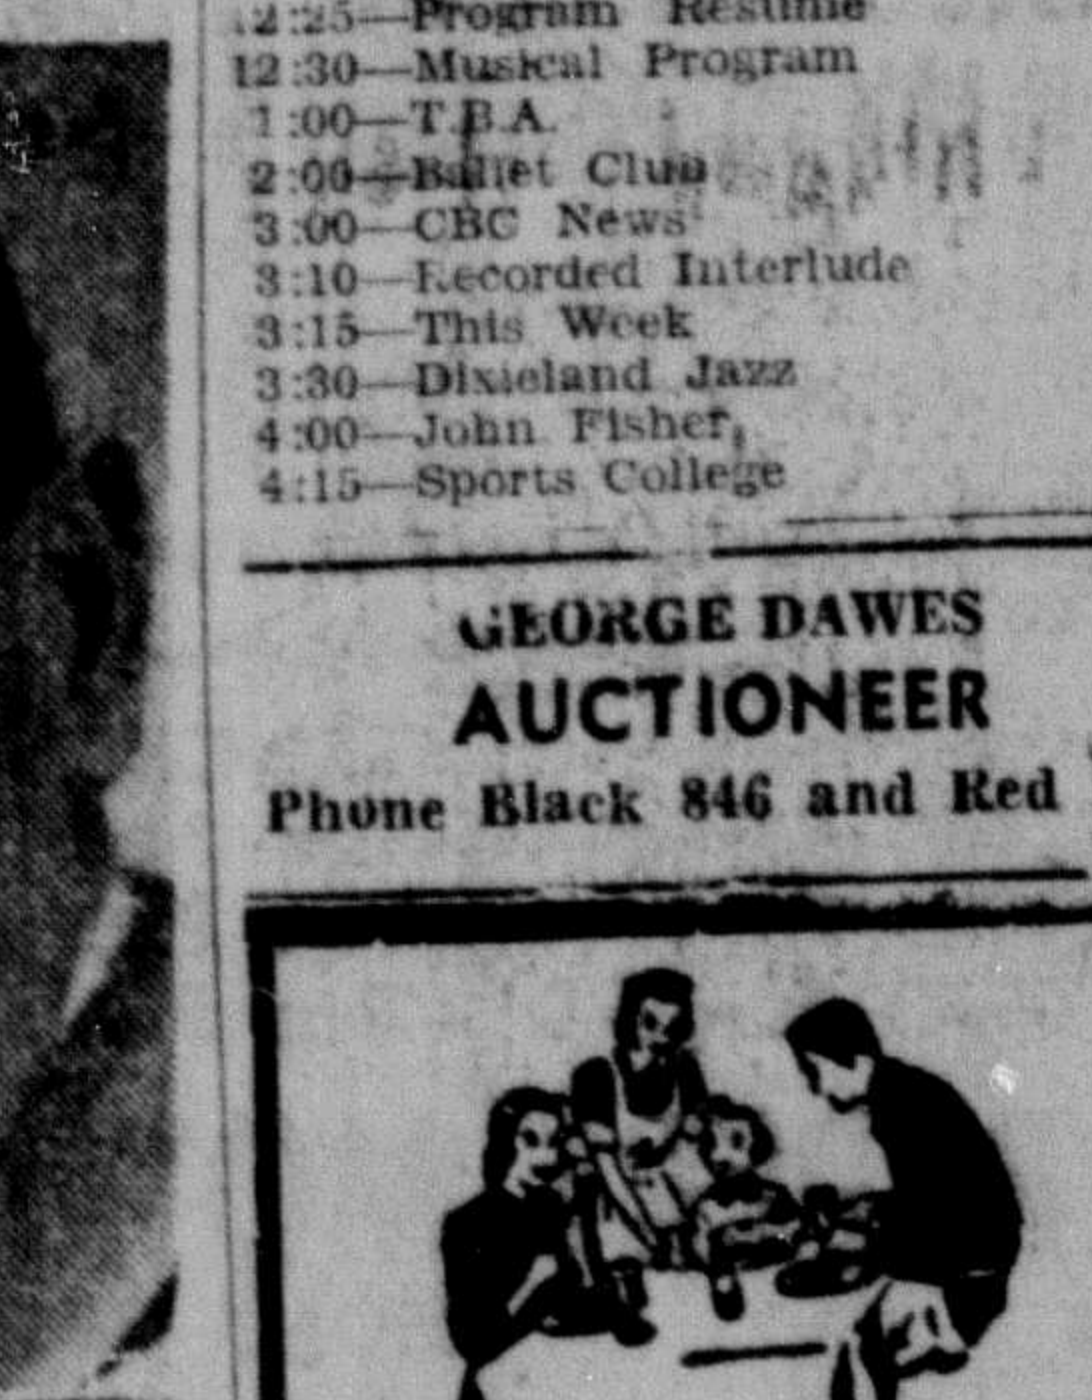 12:25—Program Resume
12:30—Musical Program
1:00—T.B.A.
2:00—Ballet Club
3:00—CBC News
3:10—Recorded Interlude
3:15—This Week
3:30—Dixieland Jazz
4:00—John Fisher,
4:15—Sports College
GEORGE DAWES
AUCTIONEER
Phone Black 846 and Red